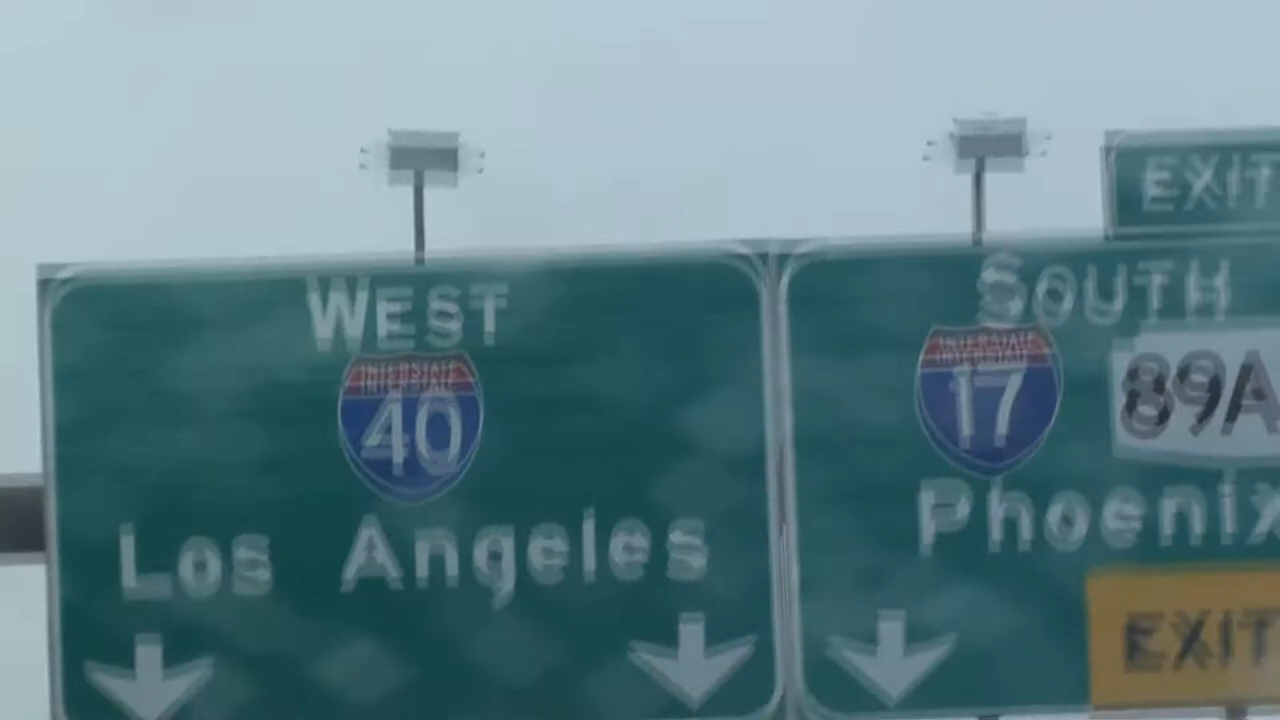 WEST
INTERSTATE
40
Los Angeles
EXIT
SOUTH
INTERSTATE
17
89A
Phoenix
EXIT